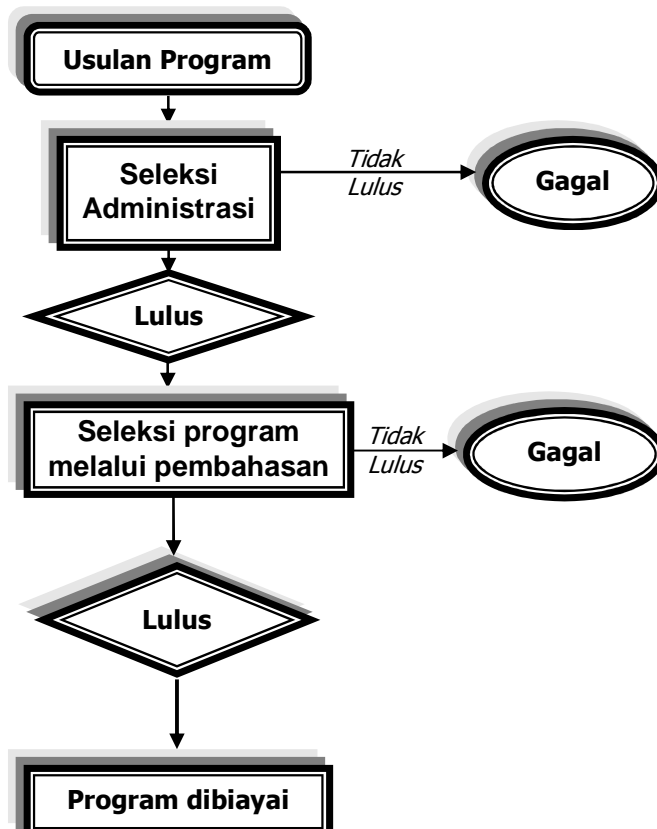 Usulan Program
Seleksi
Administrasi
Tidak
Lulus
Gagal
Lulus
Seleksi program
melalui pembahasan
Tidak
Lulus
Gagal
Lulus
Program dibiayai